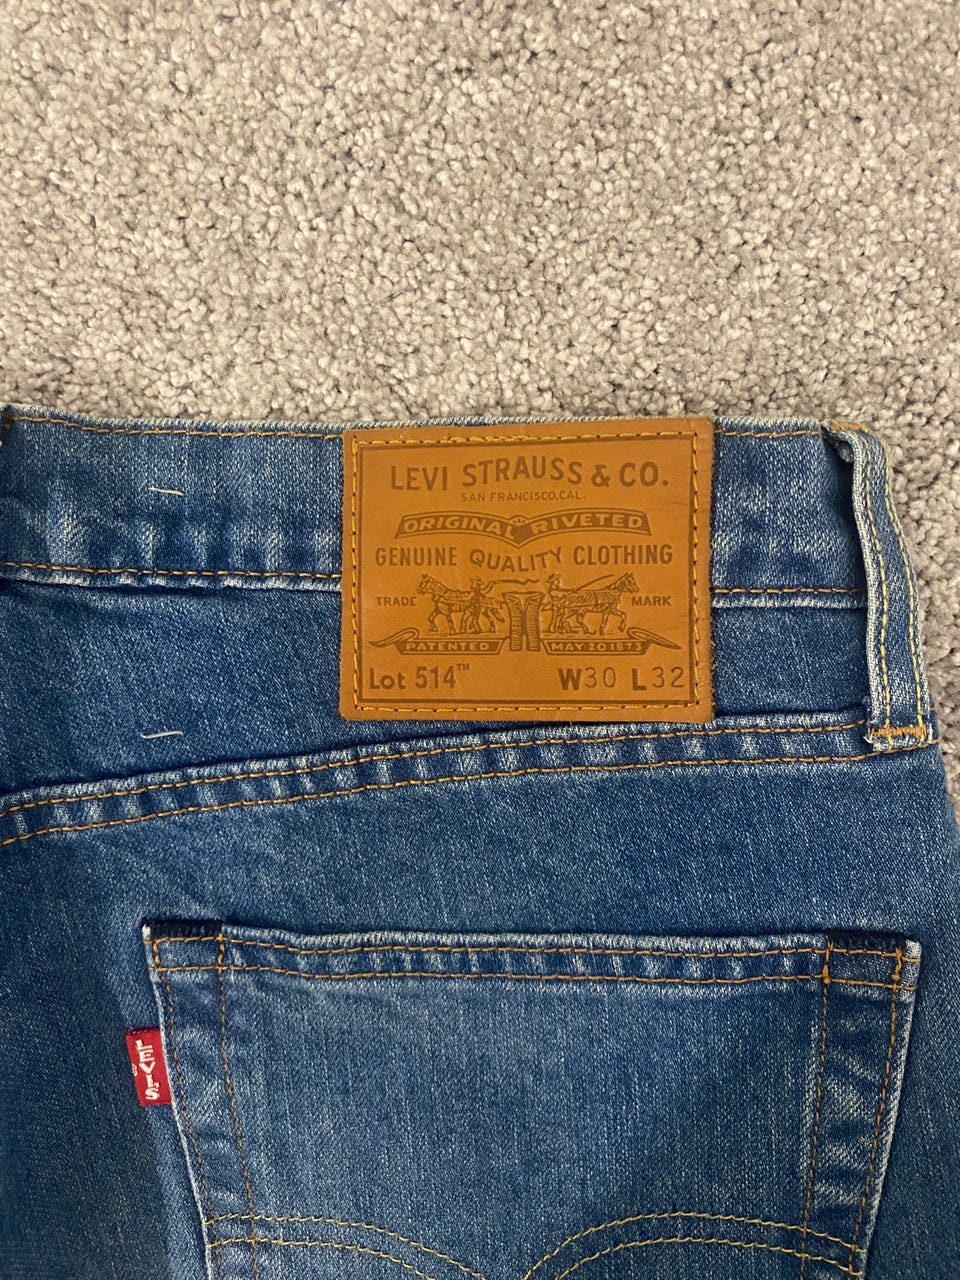 LEVI STRAUSS & CO.
SAN FRANCISCO, CAL.
ORIGINAL RIVETED
GENUINE QUALITY CLOTHING
TRADE MARK
PATENTED MAY 20 1873
Lot 514™ W30 L32
LEVI'S
®